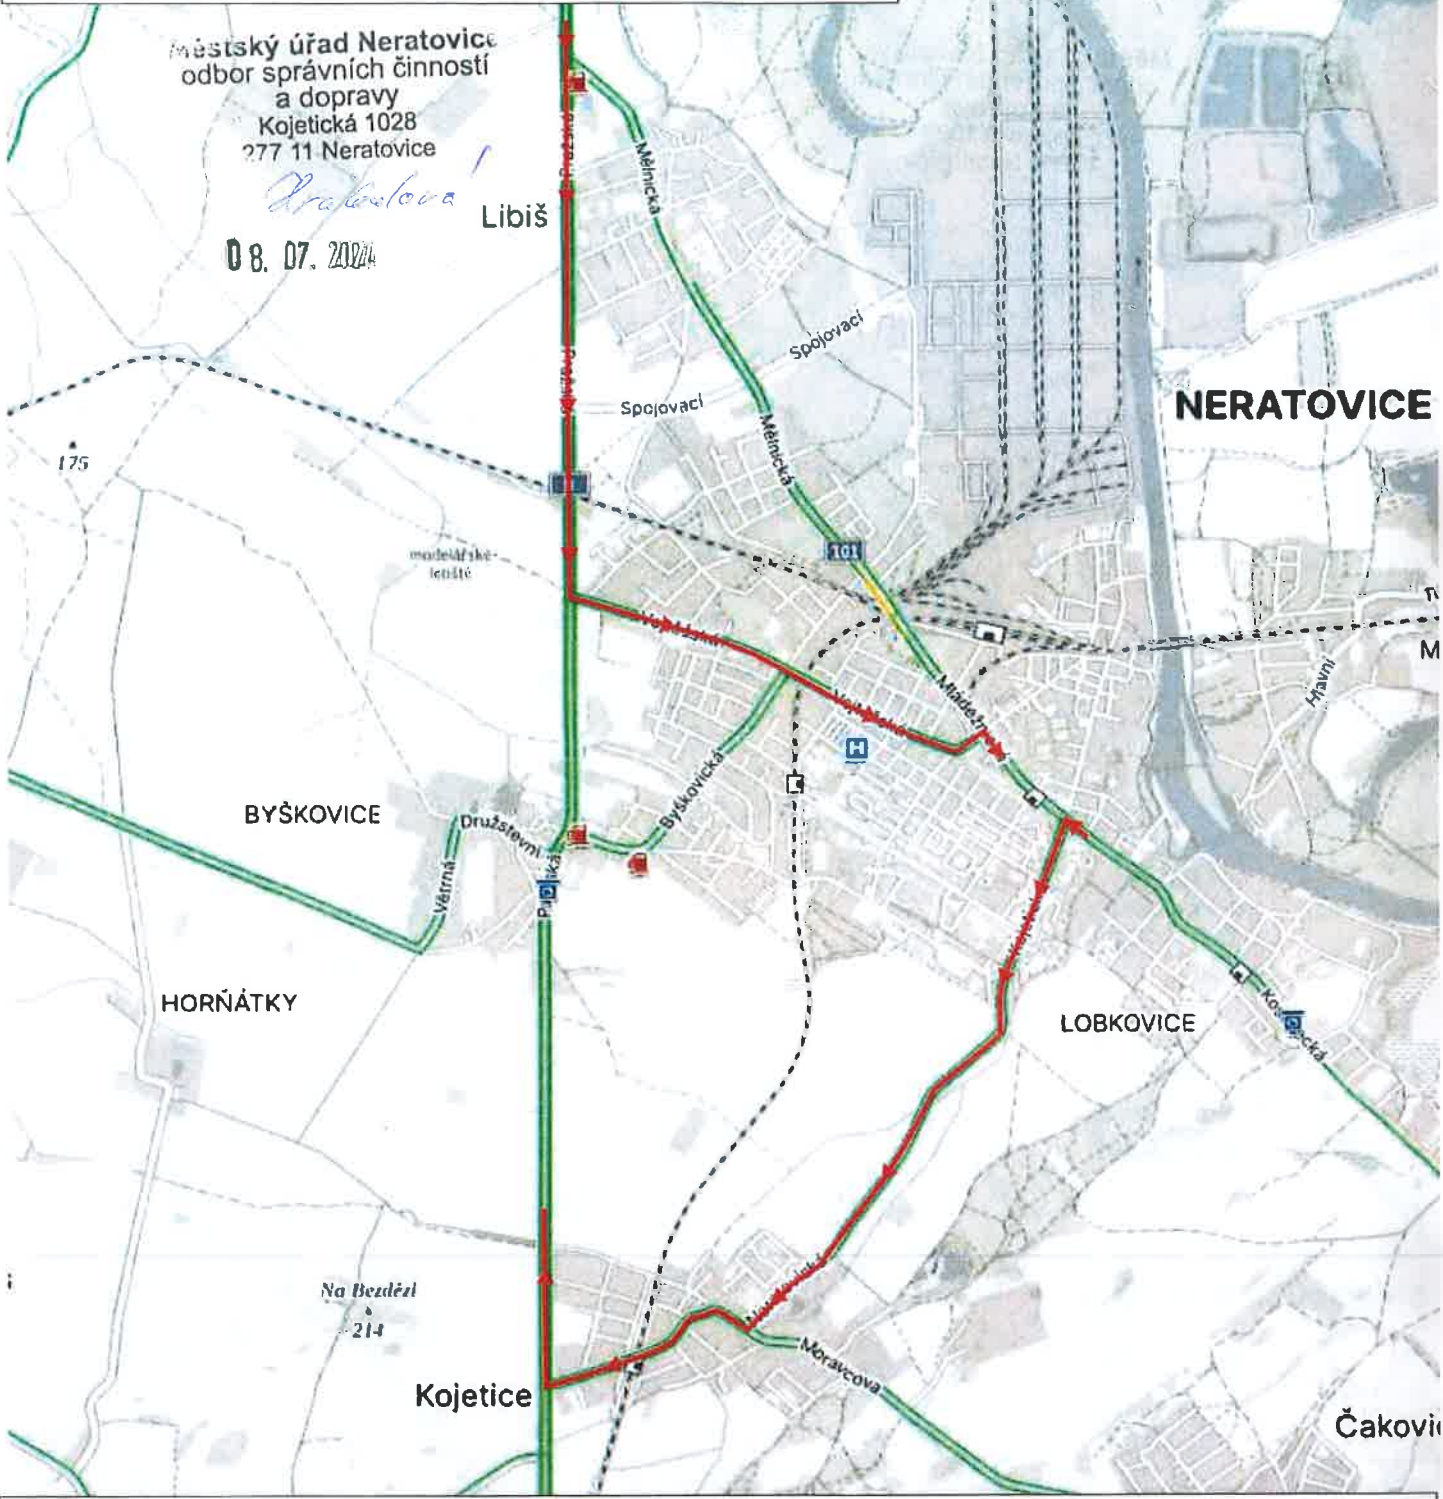 Městský úřad Neratovice
odbor správních činností
a dopravy
Kojetická 1028
277 11 Neratovice
08. 07. 2024
Libiš
Mělnická
Spojovací
Spojovací
Mělnická
NERATOVICE
175
modelářské
letiště
101
Vojtěšská
Mládežnická
Hlavní
H
BYŠKOVICE
Družstevní
Byškovická
Větrná
HORŇÁTKY
LOBKOVICE
Kostelecká
Na Bezdězí
214
Kojetice
Moravcova
Čakovi